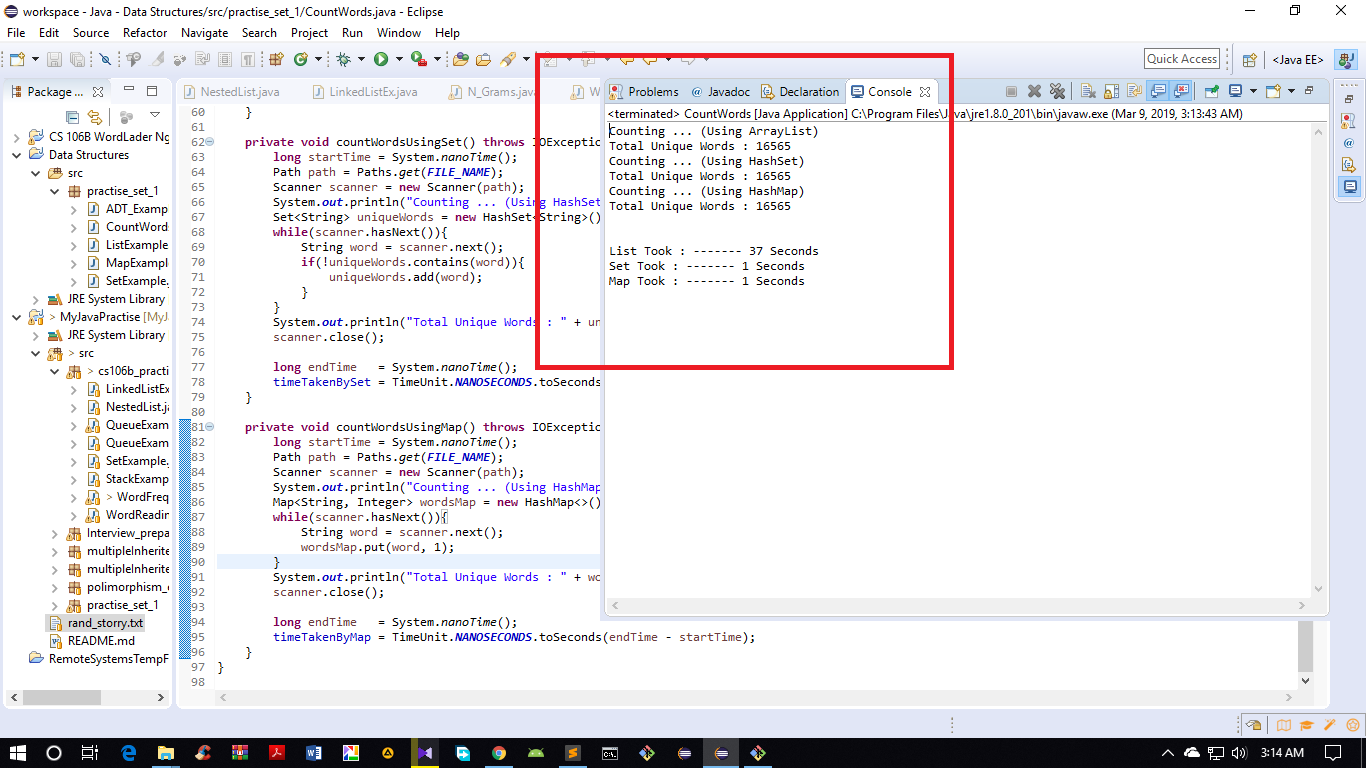 workspace - Java - Data Structures/src/practise_set_1/CountWords.java - Eclipse
File Edit Source Refactor Navigate Search Project Run Window Help
Quick Access
<Java EE>
Package ...
CS 106B WordLader Ng
Data Structures
src
practise_set_1
ADT_Examp
CountWord
ListExample
MapExamp
SetExample.
JRE System Library
> MyJavaPractise [MyJa
JRE System Library
> src
> cs106b_practi
LinkedListEx
NestedList.ja
QueueExam
QueueExam
SetExample.
StackExamp
> WordFreq
WordReadin
Interview_prepa
multipleInherite
multipleInherite
polimorphism_
practise_set_1
rand_storry.txt
README.md
RemoteSystemsTempF
NestedList.java LinkedListEx.java N_Grams.java W
60 }
61
62 private void countWordsUsingSet() throws IOExceptic
63 long startTime = System.nanoTime();
64 Path path = Paths.get(FILE_NAME);
65 Scanner scanner = new Scanner(path);
66 System.out.println("Counting ... (Using HashSet
67 Set<String> uniqueWords = new HashSet<String>()
68 while(scanner.hasNext()){
69 String word = scanner.next();
70 if(!uniqueWords.contains(word)){
71 uniqueWords.add(word);
72 }
73 }
74 System.out.println("Total Unique Words : " + un
75 scanner.close();
76
77 long endTime = System.nanoTime();
78 timeTakenBySet = TimeUnit.NANOSECONDS.toSeconds
79 }
80
81 private void countWordsUsingMap() throws IOExceptic
82 long startTime = System.nanoTime();
83 Path path = Paths.get(FILE_NAME);
84 Scanner scanner = new Scanner(path);
85 System.out.println("Counting ... (Using HashMap
86 Map<String, Integer> wordsMap = new HashMap<>()
87 while(scanner.hasNext()){
88 String word = scanner.next();
89 wordsMap.put(word, 1);
90 }
91 System.out.println("Total Unique Words : " + wo
92 scanner.close();
93
94 long endTime = System.nanoTime();
95 timeTakenByMap = TimeUnit.NANOSECONDS.toSeconds(endTime - startTime);
96 }
97 }
98
Problems @ Javadoc Declaration Console
<terminated> CountWords [Java Application] C:\Program Files\Java\jre1.8.0_201\bin\javaw.exe (Mar 9, 2019, 3:13:43 AM)
Counting ... (Using ArrayList)
Total Unique Words : 16565
Counting ... (Using HashSet)
Total Unique Words : 16565
Counting ... (Using HashMap)
Total Unique Words : 16565
List Took : ------- 37 Seconds
Set Took : ------- 1 Seconds
Map Took : ------- 1 Seconds
3:14 AM